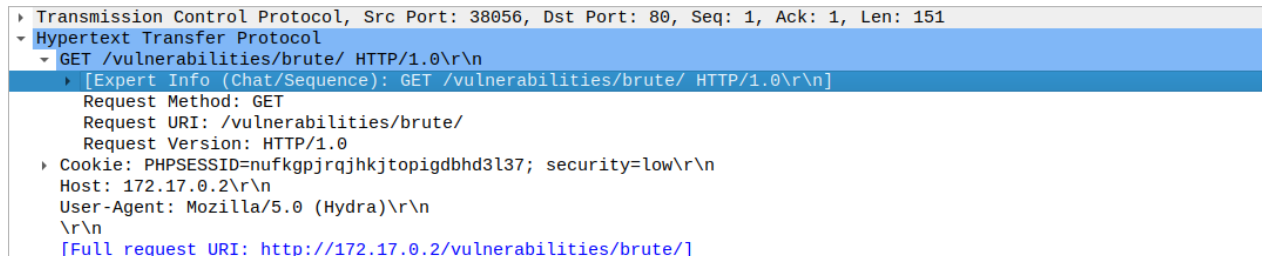 Transmission Control Protocol, Src Port: 38056, Dst Port: 80, Seq: 1, Ack: 1, Len: 151
Hypertext Transfer Protocol
GET /vulnerabilities/brute/ HTTP/1.0\r\n
[Expert Info (Chat/Sequence): GET /vulnerabilities/brute/ HTTP/1.0\r\n]
Request Method: GET
Request URI: /vulnerabilities/brute/
Request Version: HTTP/1.0
Cookie: PHPSESSID=nufkgpjrqjhkjtopigdbhd3l37; security=low\r\n
Host: 172.17.0.2\r\n
User-Agent: Mozilla/5.0 (Hydra)\r\n
\r\n
[Full request URI: http://172.17.0.2/vulnerabilities/brute/]